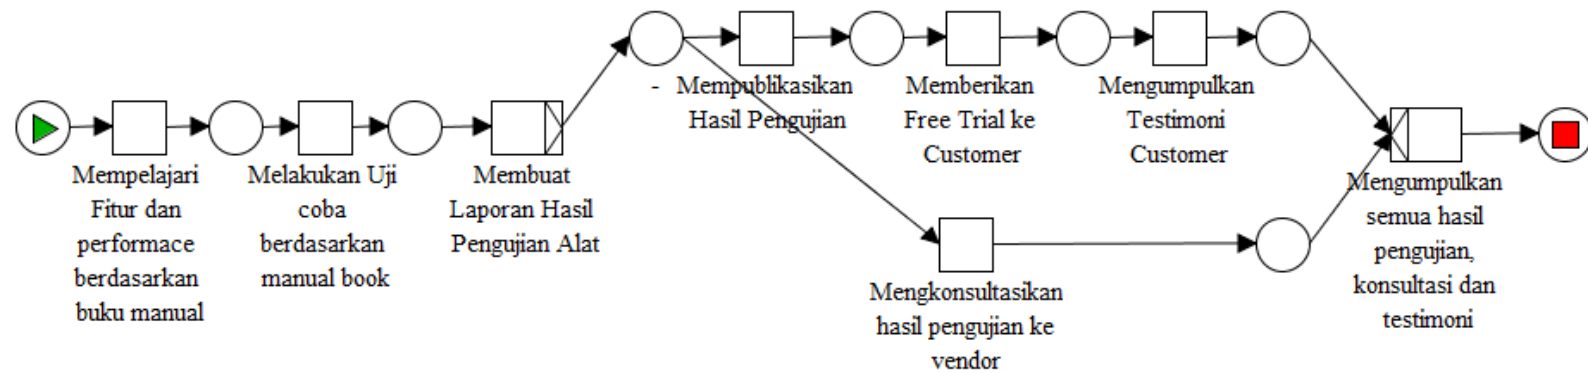 Mempelajari
Fitur dan
performace
berdasarkan
buku manual
Melakukan Uji
coba
berdasarkan
manual book
Membuat
Laporan Hasil
Pengujian Alat
-
Mempublikasikan
Hasil Pengujian
Memberikan
Free Trial ke
Customer
Mengumpulkan
Testimoni
Customer
Mengkonsultasikan
hasil pengujian ke
vendor
Mengumpulkan
semua hasil
pengujian,
konsultasi dan
testimoni